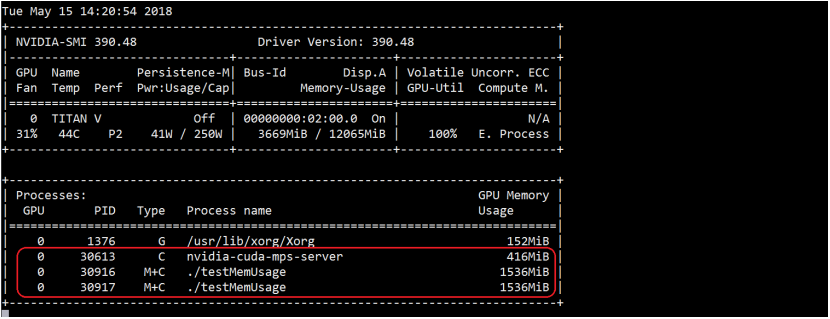 Tue May 15 14:20:54 2018
+-----------------------------------------------------------------------------+
| NVIDIA-SMI 390.48                 Driver Version: 390.48                    |
|-------------------------------+----------------------+----------------------+
| GPU  Name        Persistence-M| Bus-Id        Disp.A | Volatile Uncorr. ECC |
| Fan  Temp  Perf  Pwr:Usage/Cap|         Memory-Usage | GPU-Util  Compute M. |
|===============================+======================+======================|
|   0  TITAN V             Off  | 00000000:02:00.0  On |                  N/A |
| 31%   44C    P2    41W / 250W |   3669MiB / 12065MiB |    100%   E. Process |
+-------------------------------+----------------------+----------------------+
+-----------------------------------------------------------------------------+
| Processes:                                                       GPU Memory |
|  GPU       PID   Type   Process name                             Usage      |
|=============================================================================|
|    0      1376      G   /usr/lib/xorg/Xorg                           152MiB |
|    0     30613      C   nvidia-cuda-mps-server                       416MiB |
|    0     30916    M+C   ./testMemUsage                              1536MiB |
|    0     30917    M+C   ./testMemUsage                              1536MiB |
+-----------------------------------------------------------------------------+